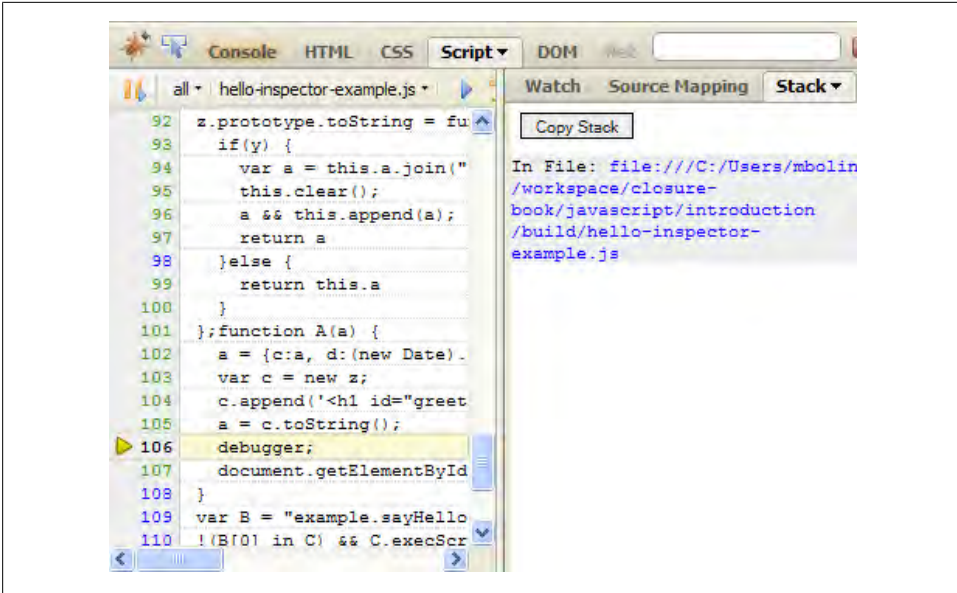 Console HTML CSS Script DOM
all hello-inspector-example.js
92 z.prototype.toString = fu
93 if(y) {
94 var a = this.a.join("
95 this.clear();
96 a && this.append(a);
97 return a
98 }else {
99 return this.a
100 }
101 };function A(a) {
102 a = {c:a, d:(new Date).
103 var c = new z;
104 c.append('<h1 id="greet
105 a = c.toString();
106 debugger;
107 document.getElementById
108 }
109 var B = "example.sayHello
110 !(B[0] in C) && C.execScr
Watch Source Mapping Stack
Copy Stack
In File: file:///C:/Users/mbolin
/workspace/closure-
book/javascript/introduction
/build/hello-inspector-
example.js